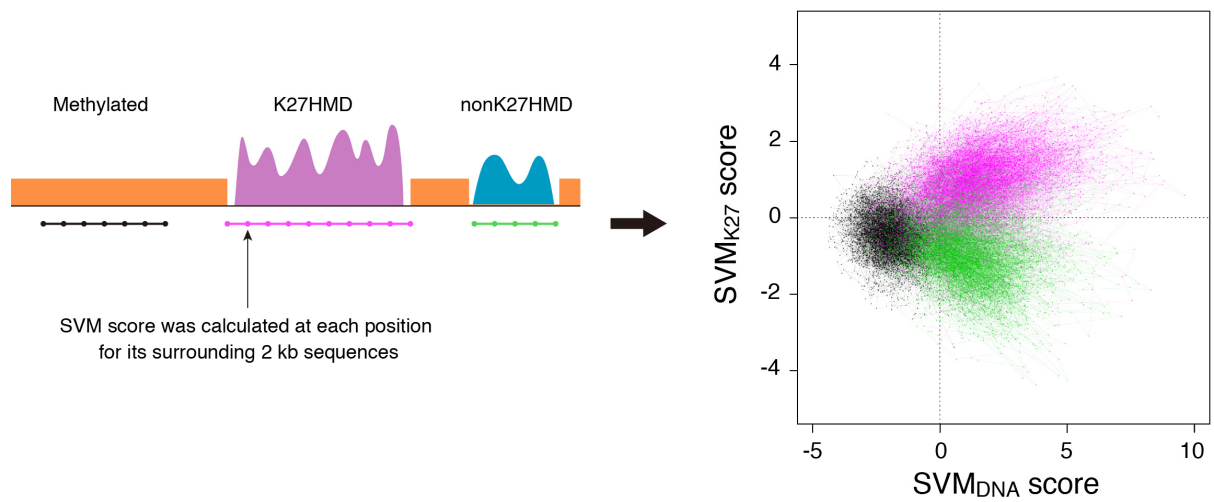 Methylated
K27HMD
nonK27HMD
SVM score was calculated at each position
for its surrounding 2 kb sequences
SVMK27 score
4
2
0
-2
-4
-5
0
5
10
SVMDNA score